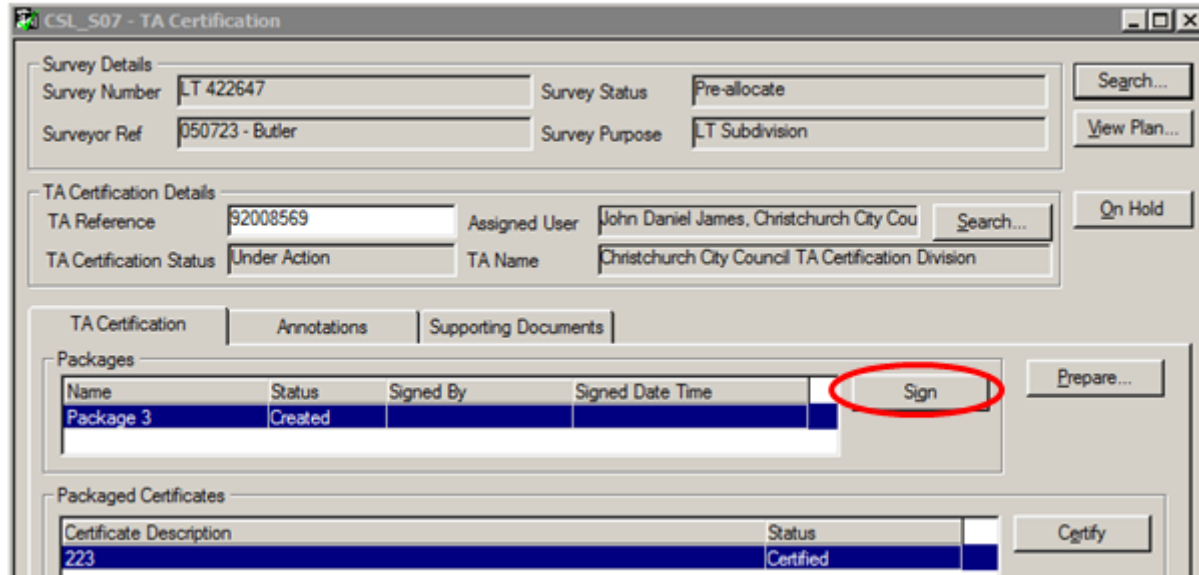 CSL_S07 - TA Certification
Survey Details
Survey Number LT 422647 Survey Status Pre-allocate Search...
Surveyor Ref 050723 - Butler Survey Purpose LT Subdivision View Plan...
TA Certification Details
TA Reference 92008569 Assigned User John Daniel James, Christchurch City Cou Search... On Hold
TA Certification Status Under Action TA Name Christchurch City Council TA Certification Division
TA Certification Annotations Supporting Documents
Packages
Name Status Signed By Signed Date Time Sign Prepare...
Package 3 Created
Packaged Certificates
Certificate Description Status Certify
223 Certified